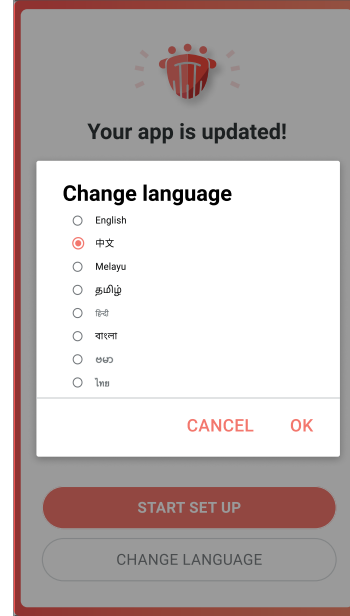 Your app is updated!
Change language
English
中文
Melayu
தமிழ்
हिन्दी
বাংলা
ဗမာ
ไทย
CANCEL
OK
START SET UP
CHANGE LANGUAGE